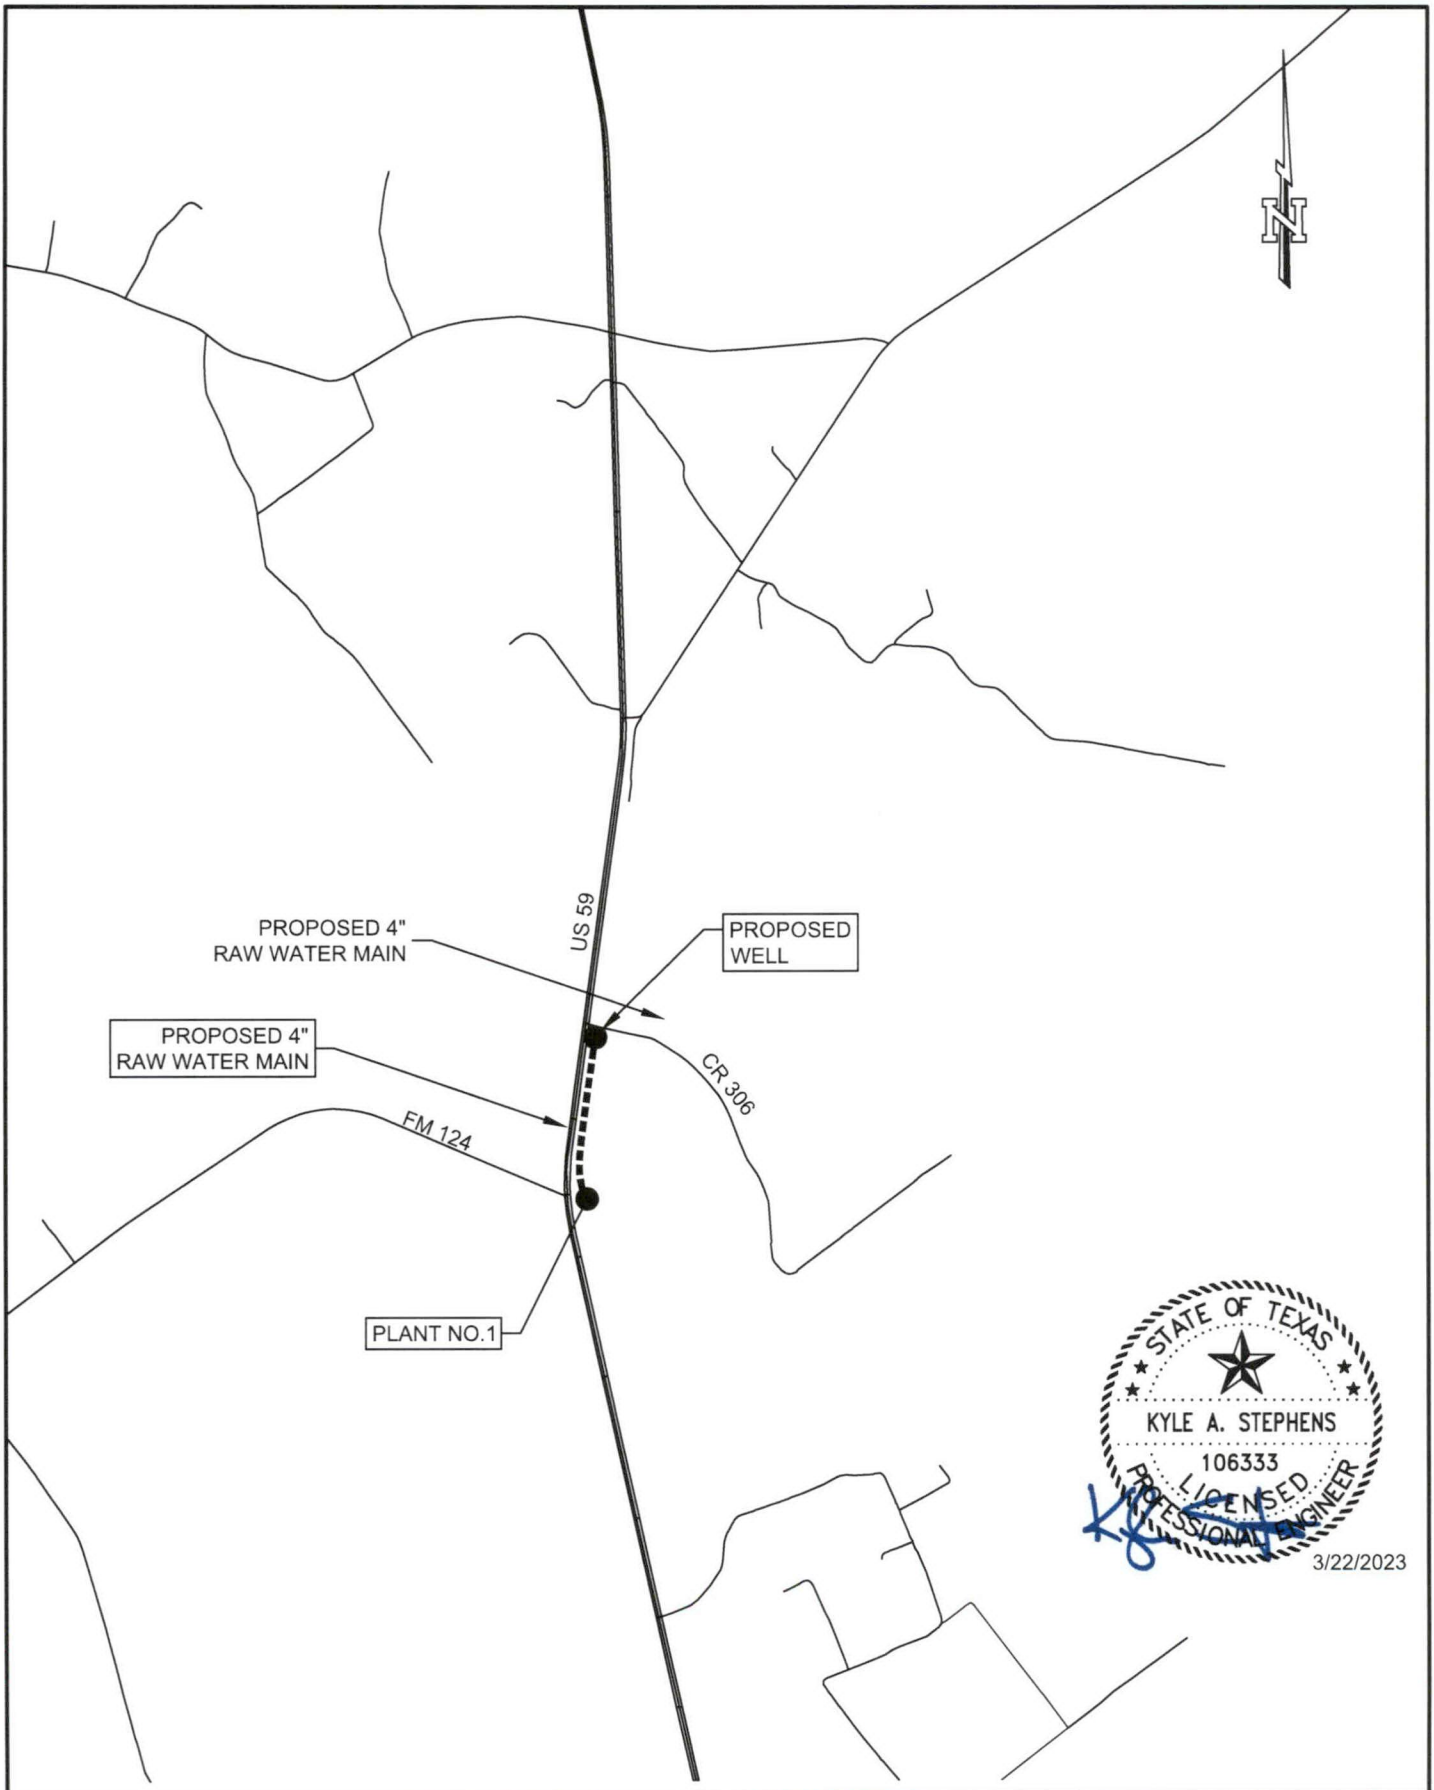 N
US 59
PROPOSED 4"
RAW WATER MAIN
PROPOSED
WELL
PROPOSED 4"
RAW WATER MAIN
CR 306
FM 124
PLANT NO.1
STATE OF TEXAS
KYLE A. STEPHENS
106333
LICENSED
PROFESSIONAL ENGINEER
3/22/2023